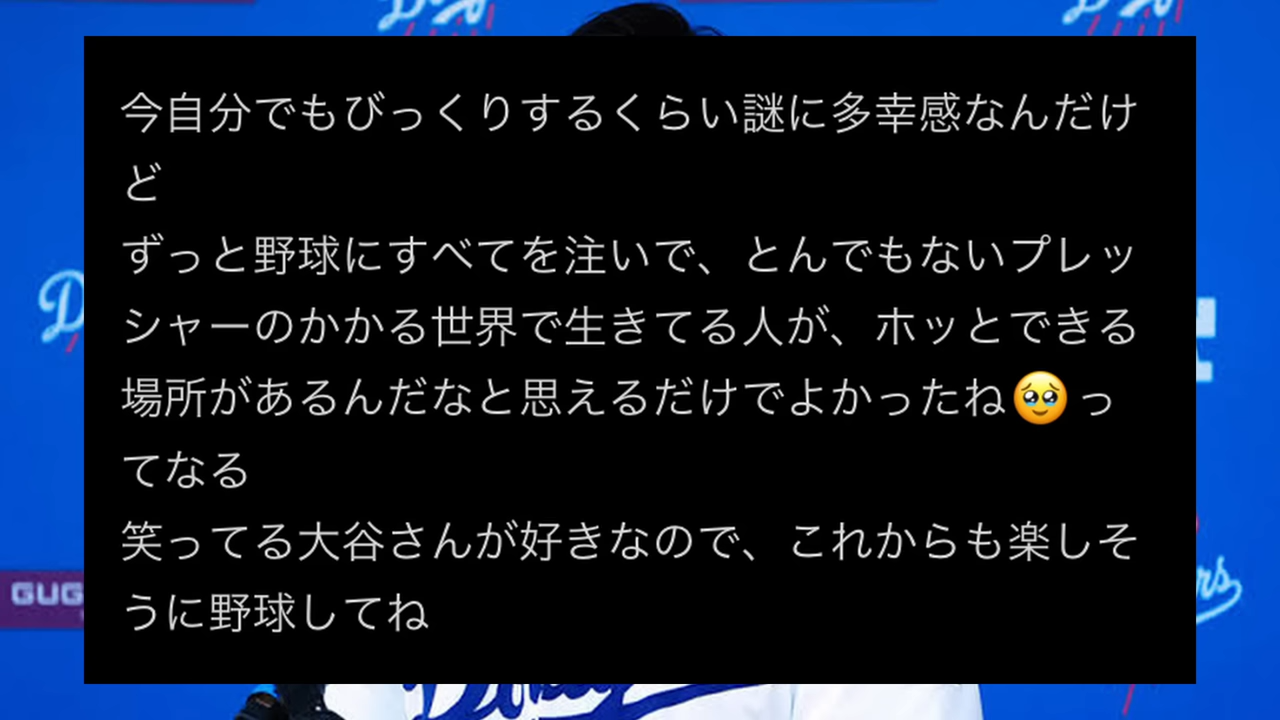 今自分でもびっくりするくらい謎に多幸感なんだけ
ど
ずっと野球にすべてを注いで、とんでもないプレッ
シャーのかかる世界で生きてる人が、ホッとできる
場所があるんだなと思えるだけでよかったね🥹っ
てなる
笑ってる大谷さんが好きなので、これからも楽しそ
うに野球してね